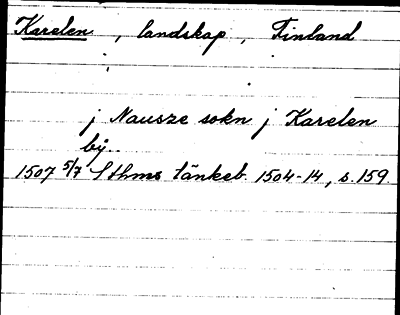 Karelen, landskap, Finland
j Nausze sokn j Karelen
by..
1507 5/7 Sthms tänkeb. 1504-14, s. 159.